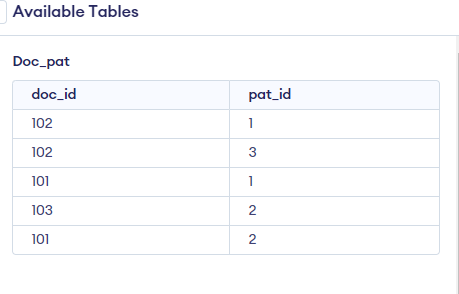 Available Tables
Doc_pat
doc_id pat_id
102 1
102 3
101 1
103 2
101 2